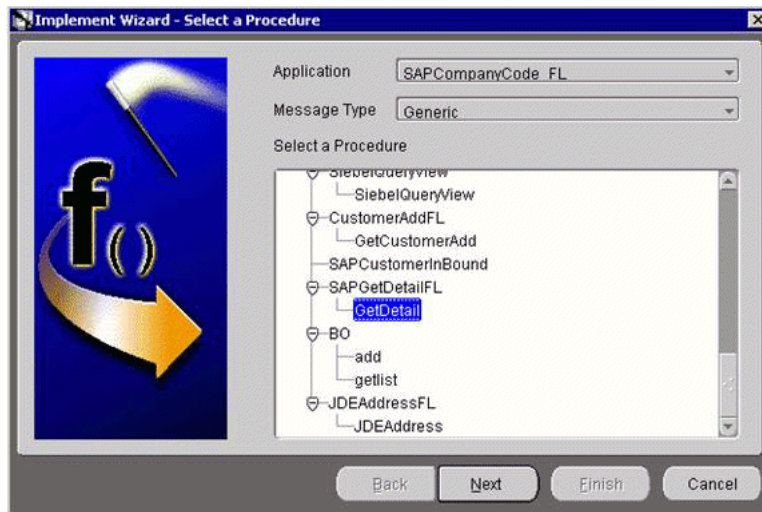 Implement Wizard - Select a Procedure
Application SAPCompanyCode_FL
Message Type Generic
Select a Procedure
SiebelQueryView
SiebelQueryView
CustomerAddFL
GetCustomerAdd
SAPCustomerInBound
SAPGetDetailFL
GetDetail
BO
add
getlist
JDEAddressFL
JDEAddress
f()
Back Next Finish Cancel